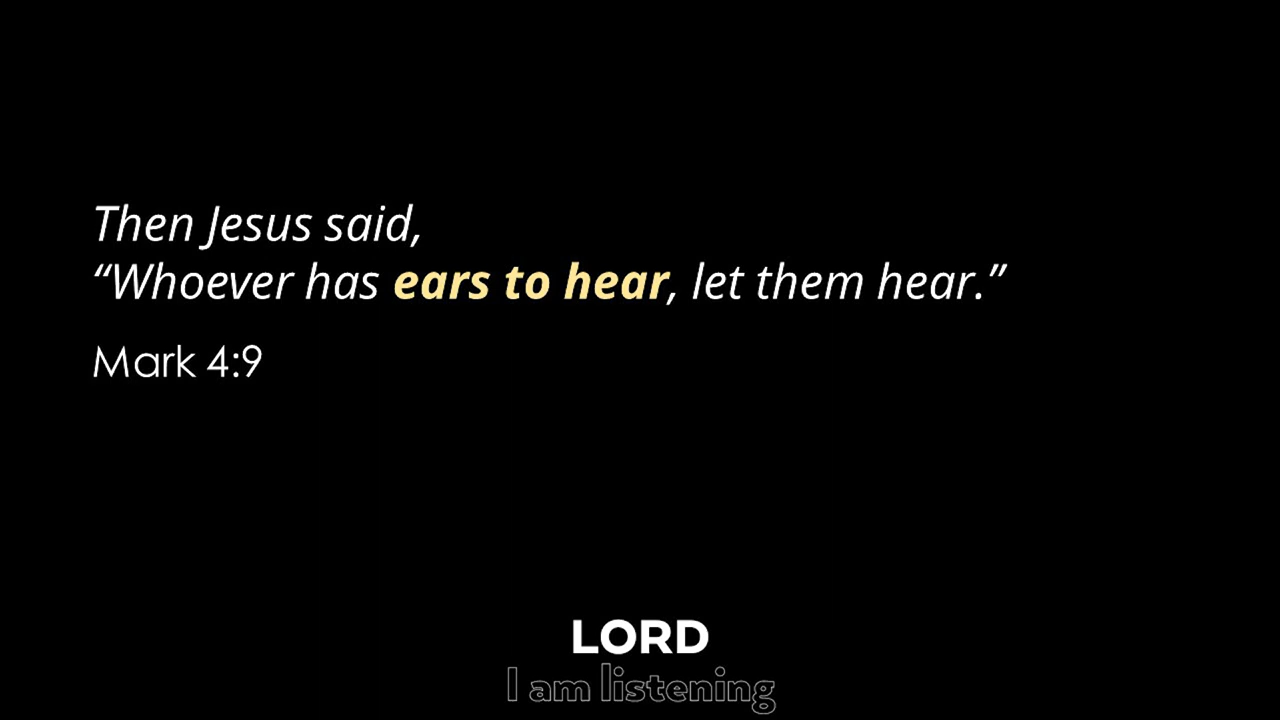 Then Jesus said,
“Whoever has ears to hear, let them hear.”
Mark 4:9
LORD
I am listening